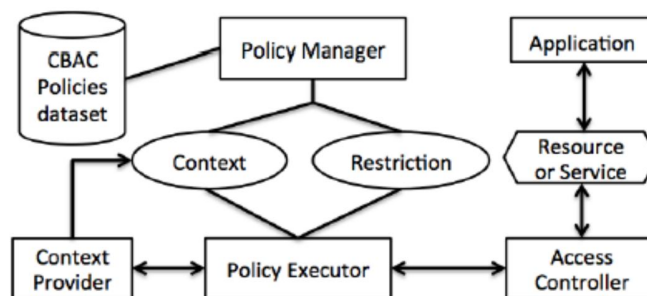 CBAC
Policies
dataset
Policy Manager
Application
Context
Restriction
Resource
or Service
Context
Provider
Policy Executor
Access
Controller